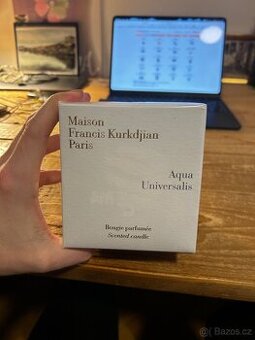 Maison
Francis Kurkdjian
Paris
Aqua
Universalis
Bougie parfumée
Scented candle
Bazos.cz